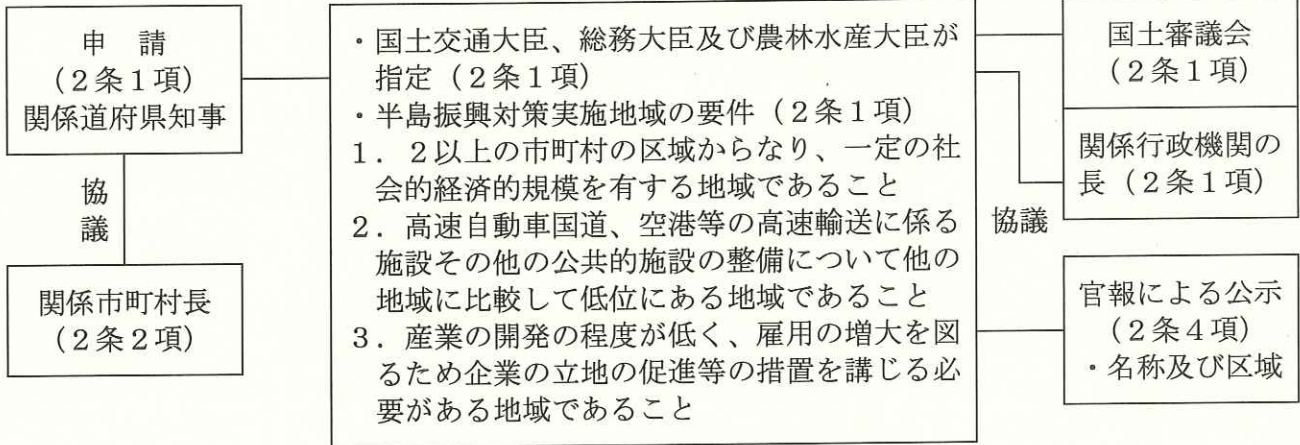 申　請
(2条1項)
関係道府県知事
協
議
関係市町村長
(2条2項)
・国土交通大臣、総務大臣及び農林水産大臣が
指定(2条1項)
・半島振興対策実施地域の要件(2条1項)
1．2以上の市町村の区域からなり、一定の社
会的経済的規模を有する地域であること
2．高速自動車国道、空港等の高速輸送に係る
施設その他の公共的施設の整備について他の
地域に比較して低位にある地域であること
3．産業の開発の程度が低く、雇用の増大を図
るため企業の立地の促進等の措置を講じる必
要がある地域であること
協議
国土審議会
(2条1項)
関係行政機関の
長(2条1項)
官報による公示
(2条4項)
・名称及び区域